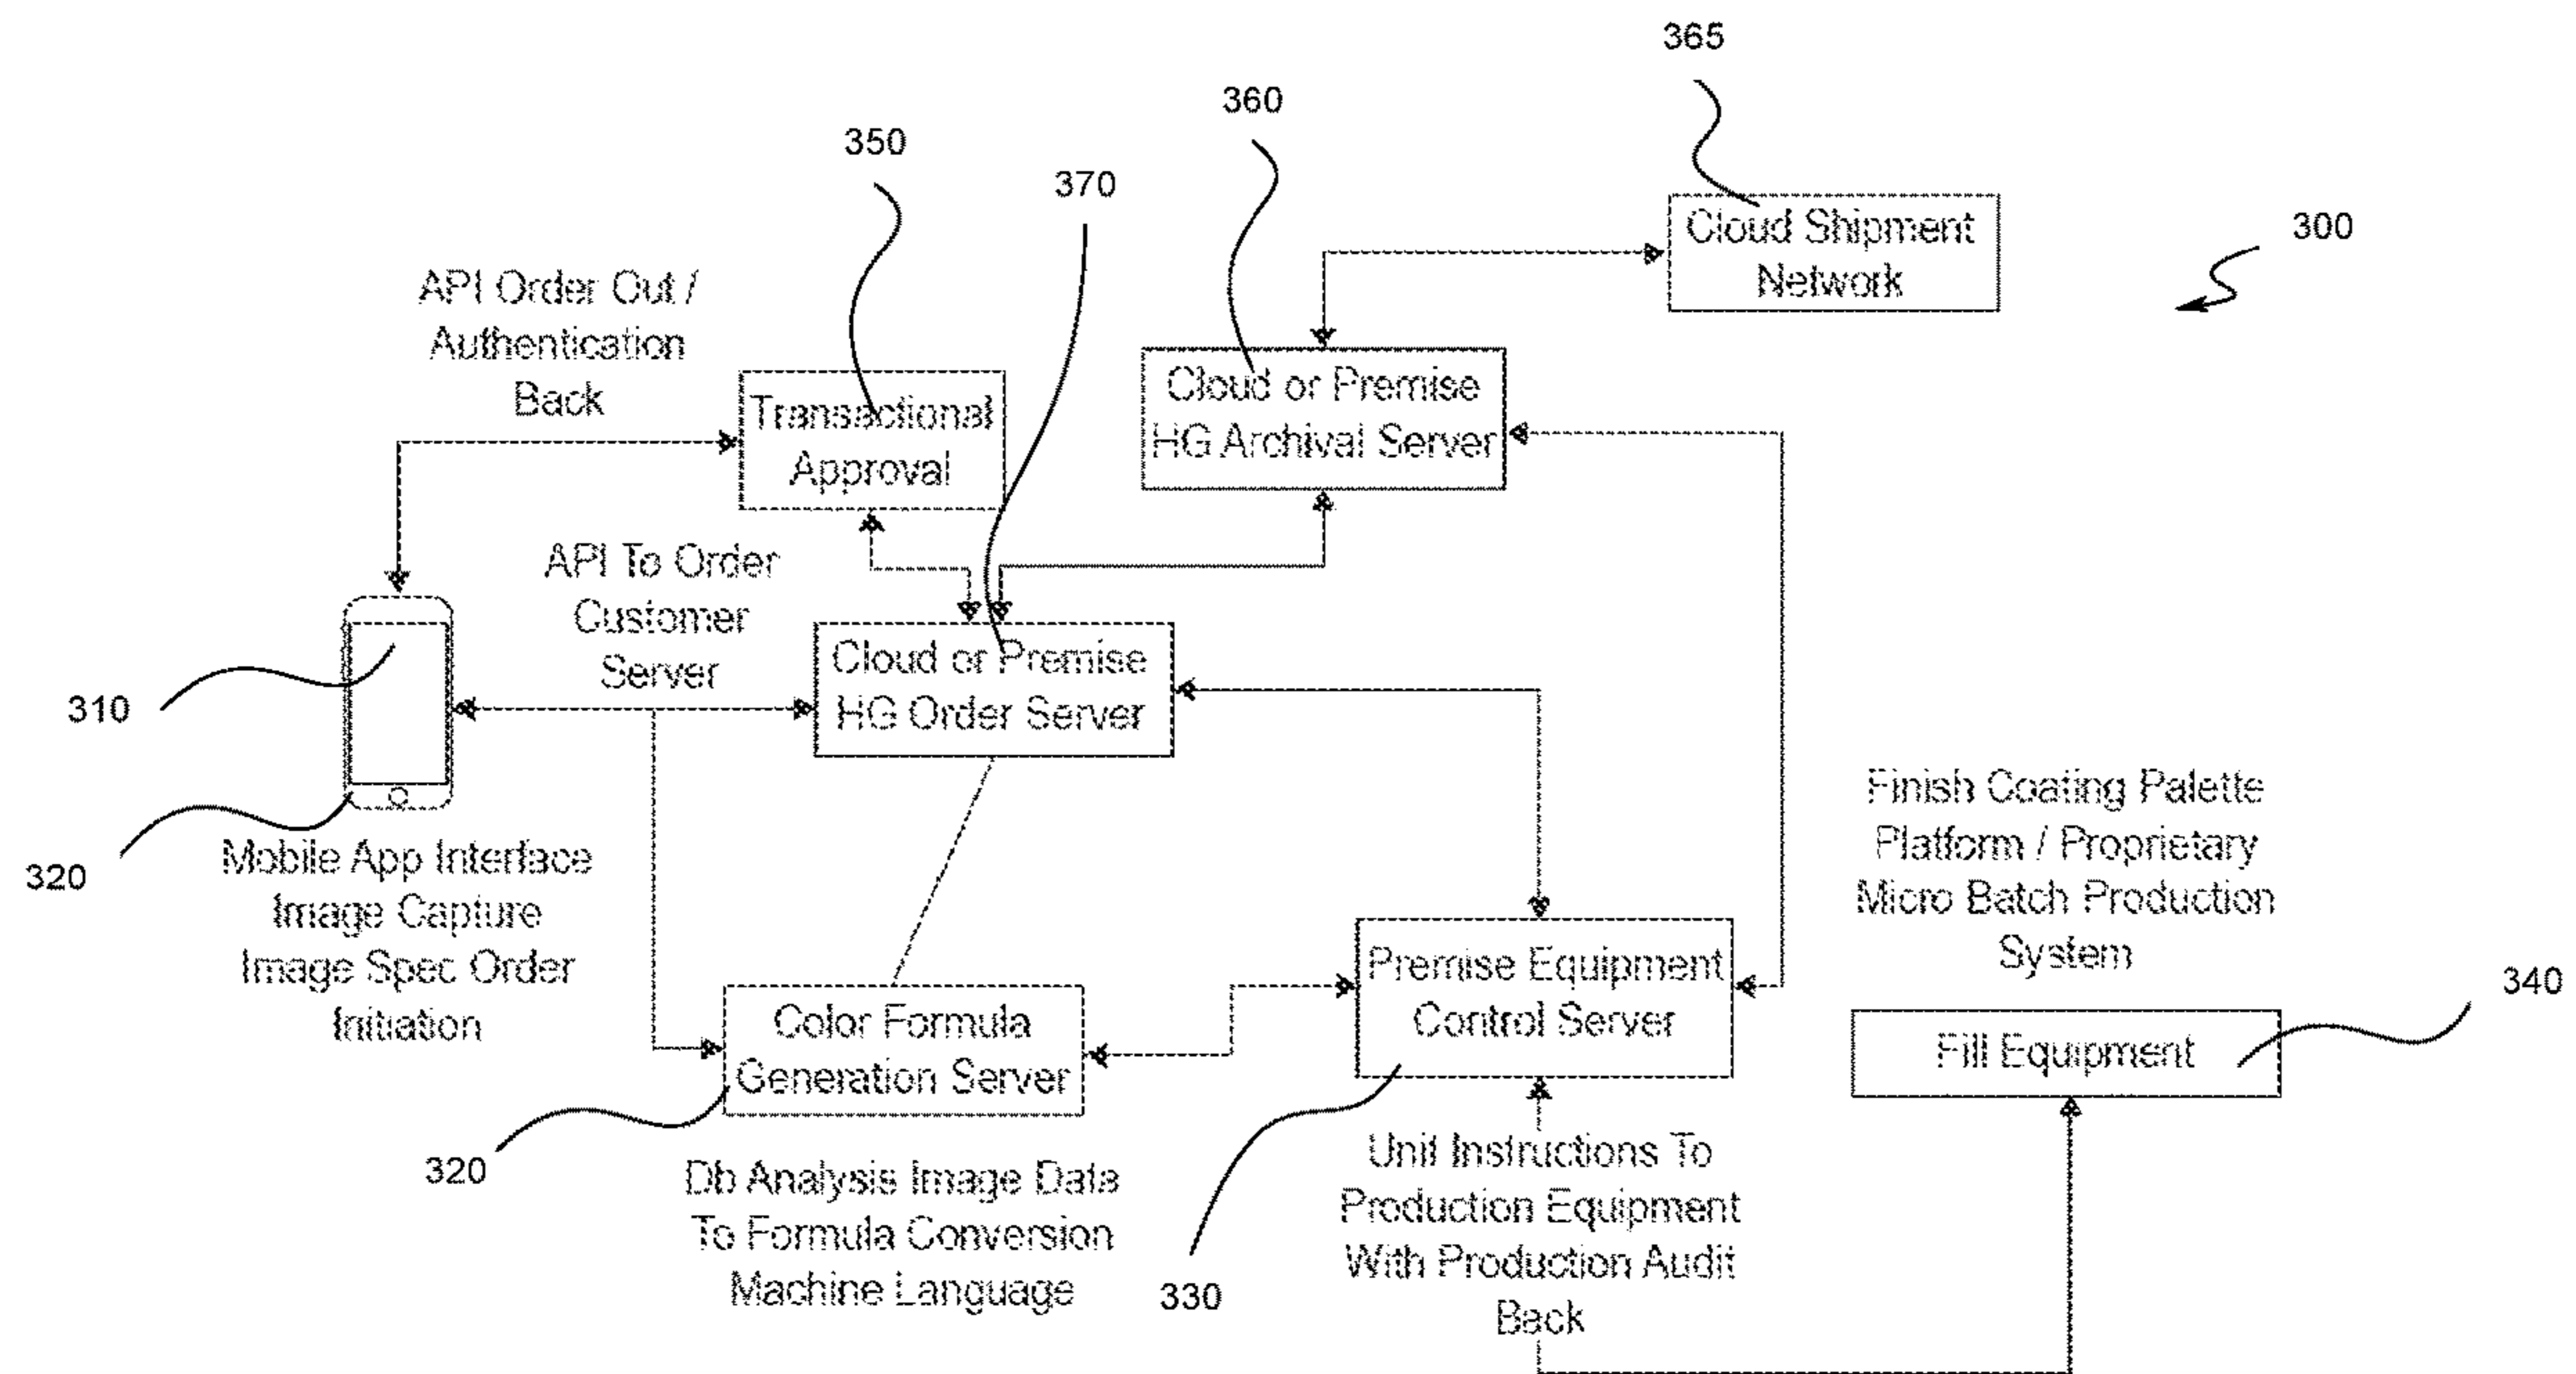 365
360
350
370
Cloud Shipment
Network
300
API Order Out /
Authentication
Back
Transactional
Approval
Cloud or Premise
HG Archival Server
API To Order
Customer
Server
310
Cloud or Premise
HG Order Server
320
Mobile App Interface
Image Capture
Image Spec Order
Initiation
Finish Coating Palette
Platform / Proprietary
Micro Batch Production
System
340
Premise Equipment
Control Server
Fill Equipment
Color Formula
Generation Server
320
Db Analysis Image Data
To Formula Conversion
Machine Language
330
Unit Instructions To
Production Equipment
With Production Audit
Back